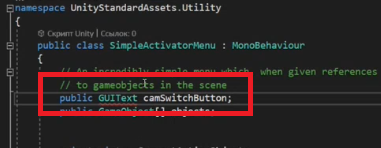 namespace UnityStandardAssets.Utility
{
Скрипт Unity | Ссылок: 0
public class SimpleActivatorMenu : MonoBehaviour
{
// An incredibly simple menu which, when given references
// to gameobjects in the scene
public GUIText camSwitchButton;
public GameObject[] objects;